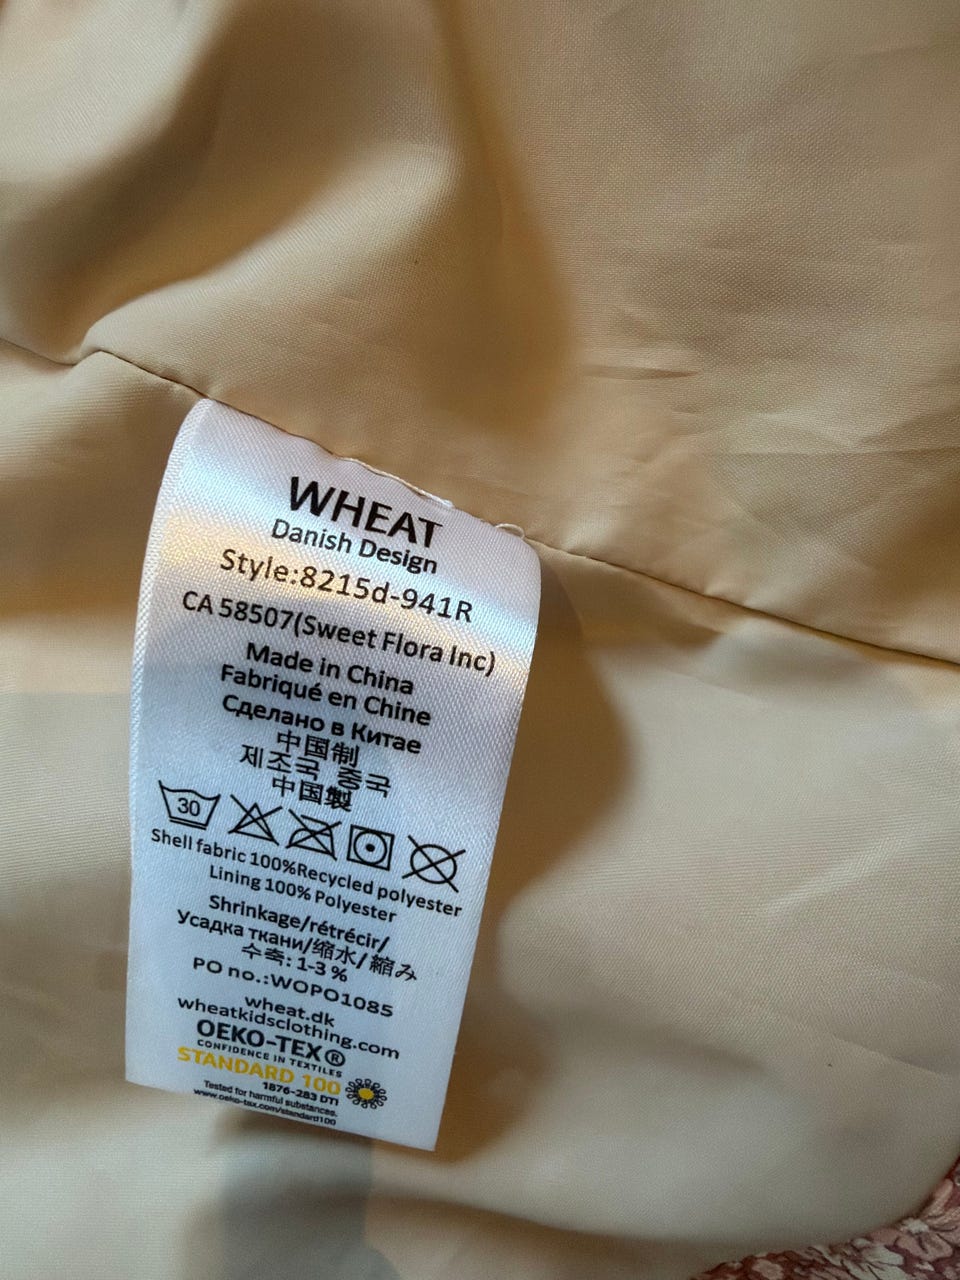 WHEAT
Danish Design
Style:8215d-941R
CA 58507(Sweet Flora Inc)
Made in China
Fabriqué en Chine
Сделано в Китае
中国制
제조국 중국
中国製
30
Shell fabric 100%Recycled polyester
Lining 100% Polyester
Shrinkage/rétrécir/
Усадка ткани/缩水/縮み
수축: 1-3 %
PO no.:WOPO1085
wheat.dk
wheatkidsclothing.com
OEKO-TEX®
CONFIDENCE IN TEXTILES
STANDARD 100
1876-283 DTI
Tested for harmful substances.
www.oeko-tex.com/standard100